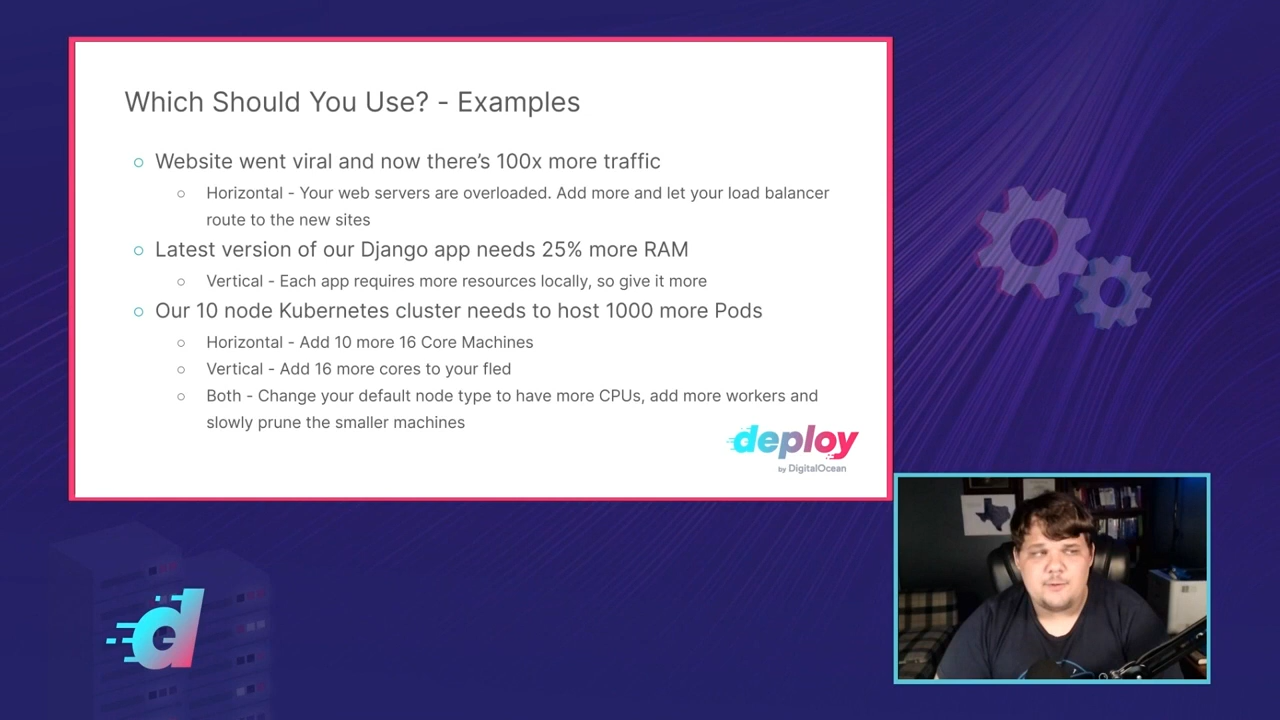 Which Should You Use? - Examples
Website went viral and now there's 100x more traffic
Horizontal - Your web servers are overloaded. Add more and let your load balancer
route to the new sites
Latest version of our Django app needs 25% more RAM
Vertical - Each app requires more resources locally, so give it more
Our 10 node Kubernetes cluster needs to host 1000 more Pods
Horizontal - Add 10 more 16 Core Machines
Vertical - Add 16 more cores to your fled
Both - Change your default node type to have more CPUs, add more workers and
slowly prune the smaller machines
deploy
by DigitalOcean
d